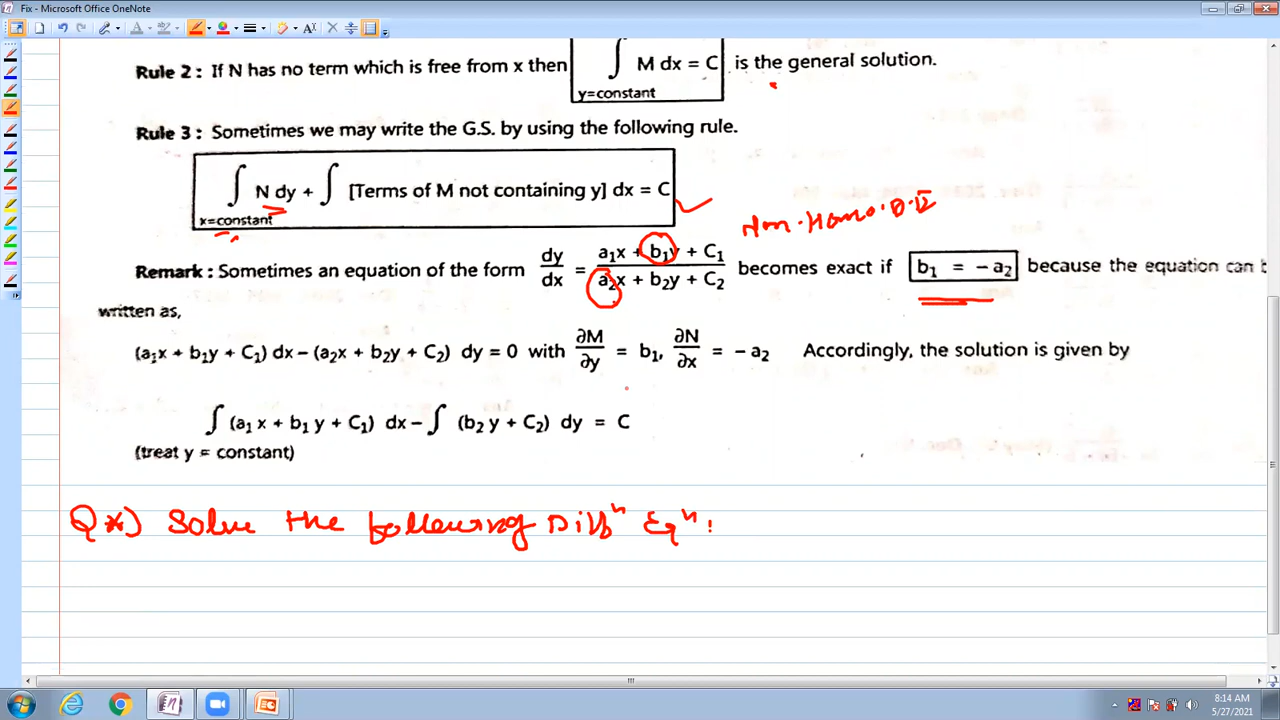 Fix - Microsoft Office OneNote
Rule 2 : If N has no term which is free from x then ∫ M dx = C is the general solution.
y=constant
Rule 3 : Sometimes we may write the G.S. by using the following rule.
∫ N dy + ∫ [Terms of M not containing y] dx = C
x=constant
Non-Homo. D.E
Remark : Sometimes an equation of the form dy/dx = (a₁x + b₁y + C₁)/(a₂x + b₂y + C₂) becomes exact if b₁ = – a₂ because the equation can b
written as,
(a₁x + b₁y + C₁) dx – (a₂x + b₂y + C₂) dy = 0 with ∂M/∂y = b₁, ∂N/∂x = – a₂ Accordingly, the solution is given by
∫ (a₁ x + b₁ y + C₁) dx – ∫ (b₂ y + C₂) dy = C
(treat y = constant)
Q*) Solve the following Diffⁿ Eqⁿ :
8:14 AM
5/27/2021